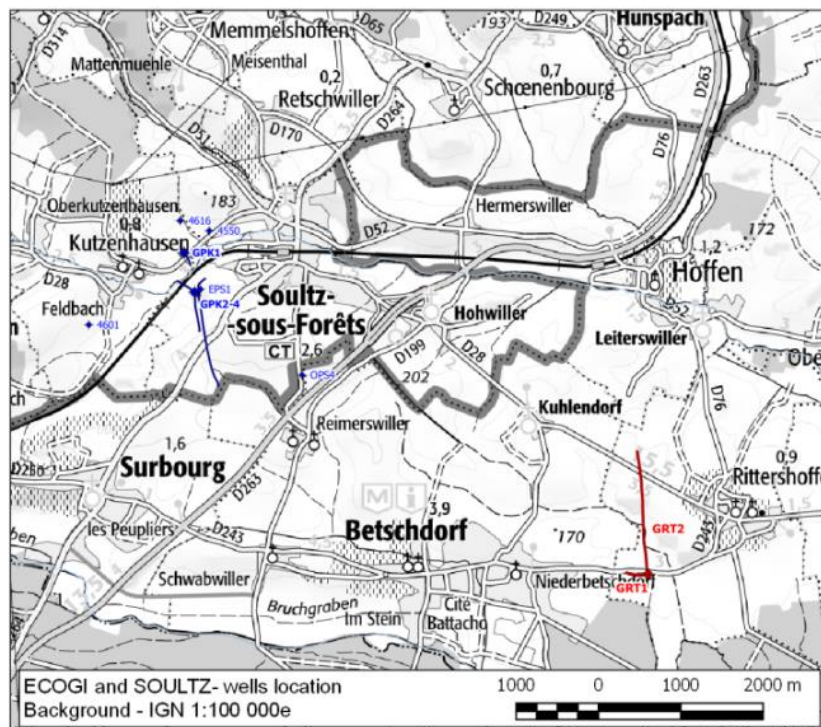 Hunspach
193
D249
D65
Memmelshoffen
D314
Mattenmuehle
Meisenthal
0,2
Retschwiller
D264
0,7
Schœnenbourg
D263
D170
D51
D76
Oberkutzenhausen
183
4616
4550
0,8
Kutzenhausen
GPK1
D52
Hermerswiller
172
1,2
Hoffen
D28
Feldbach
EPS1
GPK2-4
4601
Soultz-
-sous-Forêts
Hohwiller
D52
Leiterswiller
CT
2,6
D199
D28
OPS4
202
Kuhlendorf
D76
Reimerswiller
1,6
Surbourg
D263
0,9
Rittershoffe
D243
les Peupliers
D243
3,9
Betschdorf
170
GRT2
Niederbetschdorf
GRT1
Schwabwiller
Bruchgraben
Im Stein
Cité
Battacho
D264
ECOGI and SOULTZ- wells location
Background - IGN 1:100 000e
1000 0 1000 2000 m